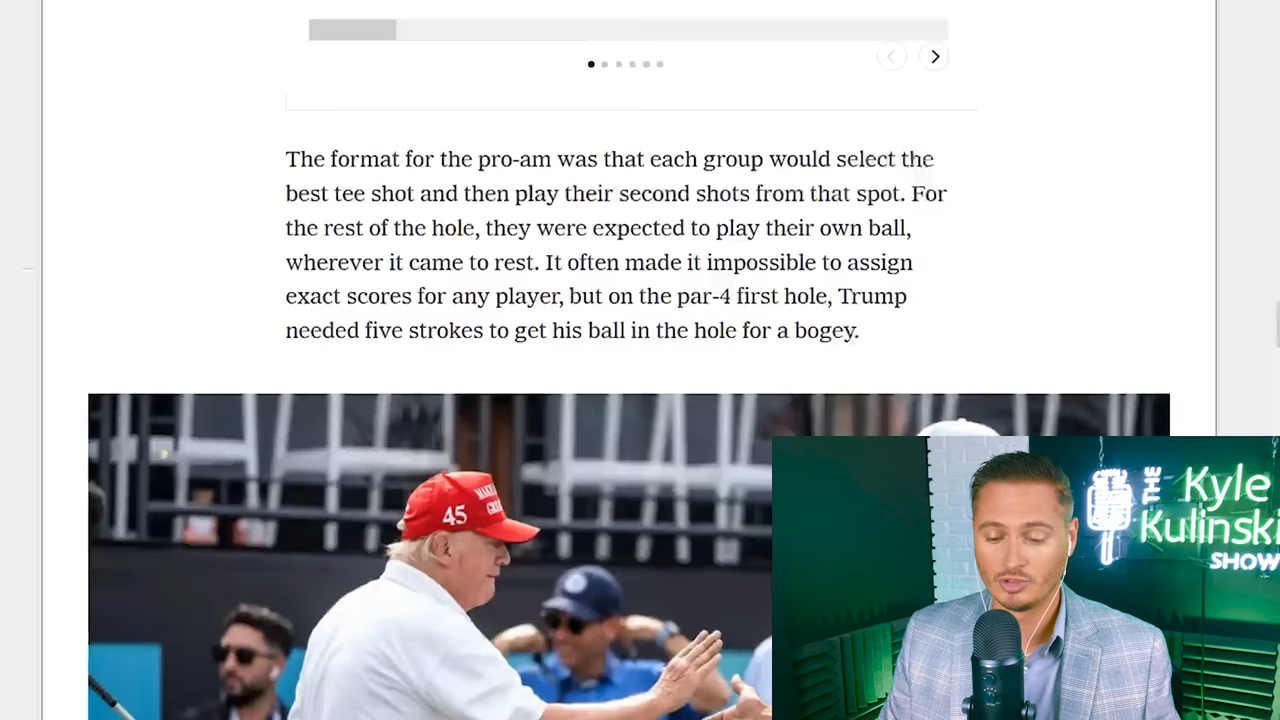 The format for the pro-am was that each group would select the
best tee shot and then play their second shots from that spot. For
the rest of the hole, they were expected to play their own ball,
wherever it came to rest. It often made it impossible to assign
exact scores for any player, but on the par-4 first hole, Trump
needed five strokes to get his ball in the hole for a bogey.
45
THE
Kyle
Kulinski
SHOW